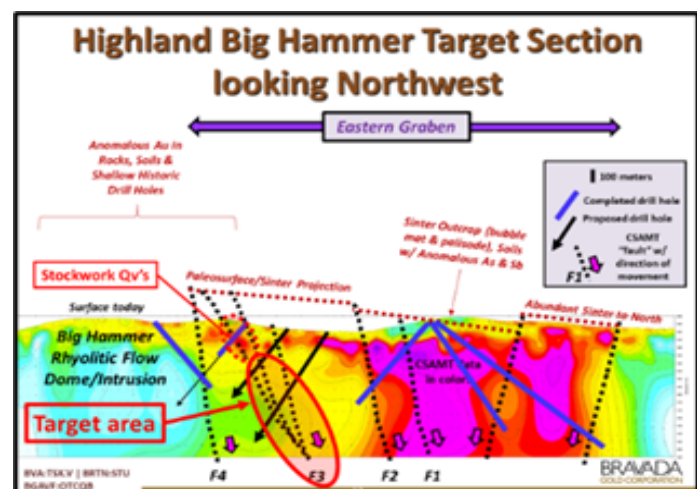 Highland Big Hammer Target Section
looking Northwest
Eastern Graben
Anomalous Au in
Rocks, Soils &
Shallow Historic
Drill Holes
100 meters
Completed drill hole
Proposed drill hole
CSAMT
"fault" w/
direction of
movement
F1
Sinter Outcrop (bubble
mat & palisade), Soils
w/ Anomalous As & Sb
Stockwork Qv's
Paleosurface/Sinter Projection
Surface today
Abundant Sinter to North
Big Hammer
Rhyolitic Flow
Dome/Intrusion
CSAMT Data
in color
Target area
F4
F3
F2
F1
BVA:TSX.V | BRTN:STU
BGAVF:OTCQB
BRAVADA
GOLD CORPORATION